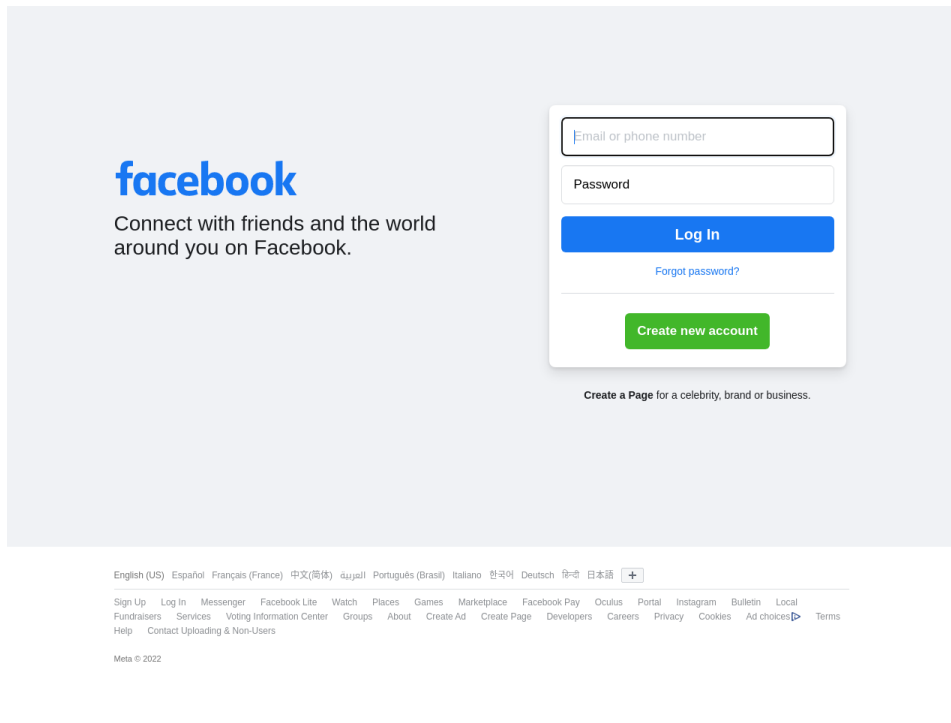 facebook
Connect with friends and the world
around you on Facebook.
Email or phone number
Password
Log In
Forgot password?
Create new account
Create a Page for a celebrity, brand or business.
English (US) Español Français (France) 中文(简体) العربية Português (Brasil) Italiano 한국어 Deutsch हिन्दी 日本語
Sign Up Log In Messenger Facebook Lite Watch Places Games Marketplace Facebook Pay Oculus Portal Instagram Bulletin Local
Fundraisers Services Voting Information Center Groups About Create Ad Create Page Developers Careers Privacy Cookies Ad choices Terms
Help Contact Uploading & Non-Users
Meta © 2022